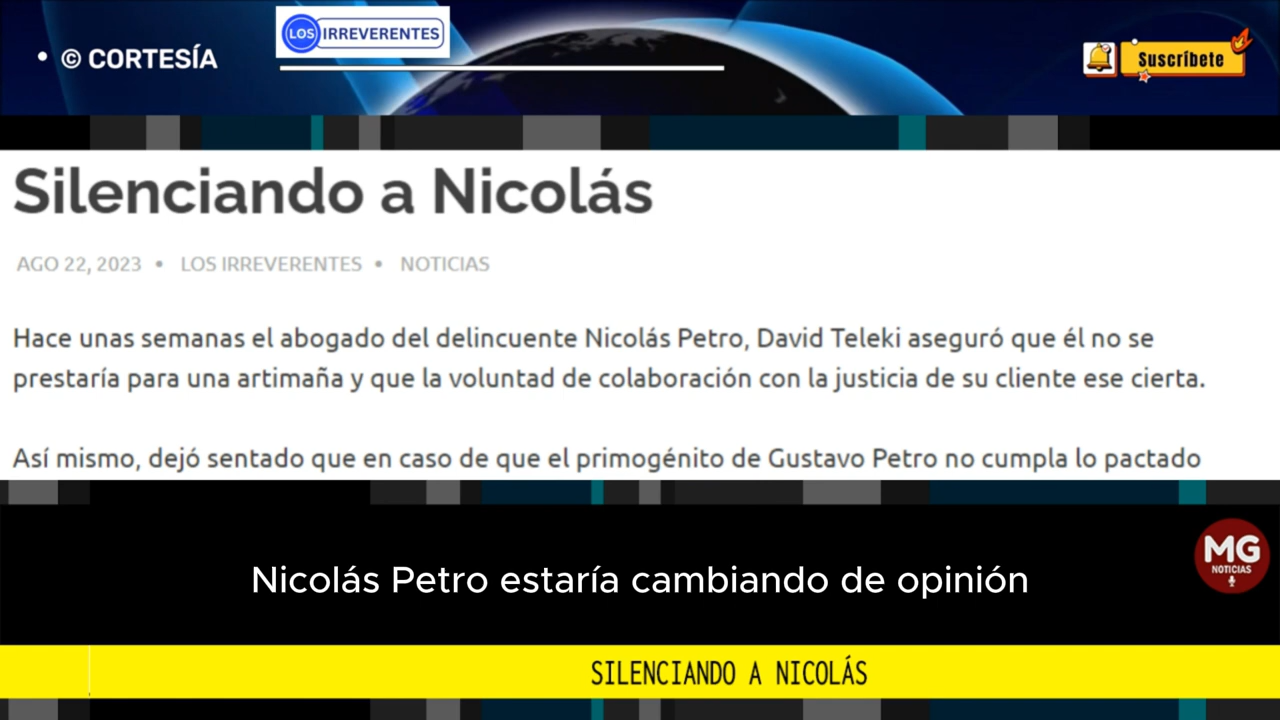 © CORTESÍA
LOS IRREVERENTES
Suscríbete
Silenciando a Nicolás
AGO 22, 2023 • LOS IRREVERENTES • NOTICIAS
Hace unas semanas el abogado del delincuente Nicolás Petro, David Teleki aseguró que él no se
prestaría para una artimaña y que la voluntad de colaboración con la justicia de su cliente ese cierta.
Así mismo, dejó sentado que en caso de que el primogénito de Gustavo Petro no cumpla lo pactado
MG
NOTICIAS
Nicolás Petro estaría cambiando de opinión
SILENCIANDO A NICOLÁS